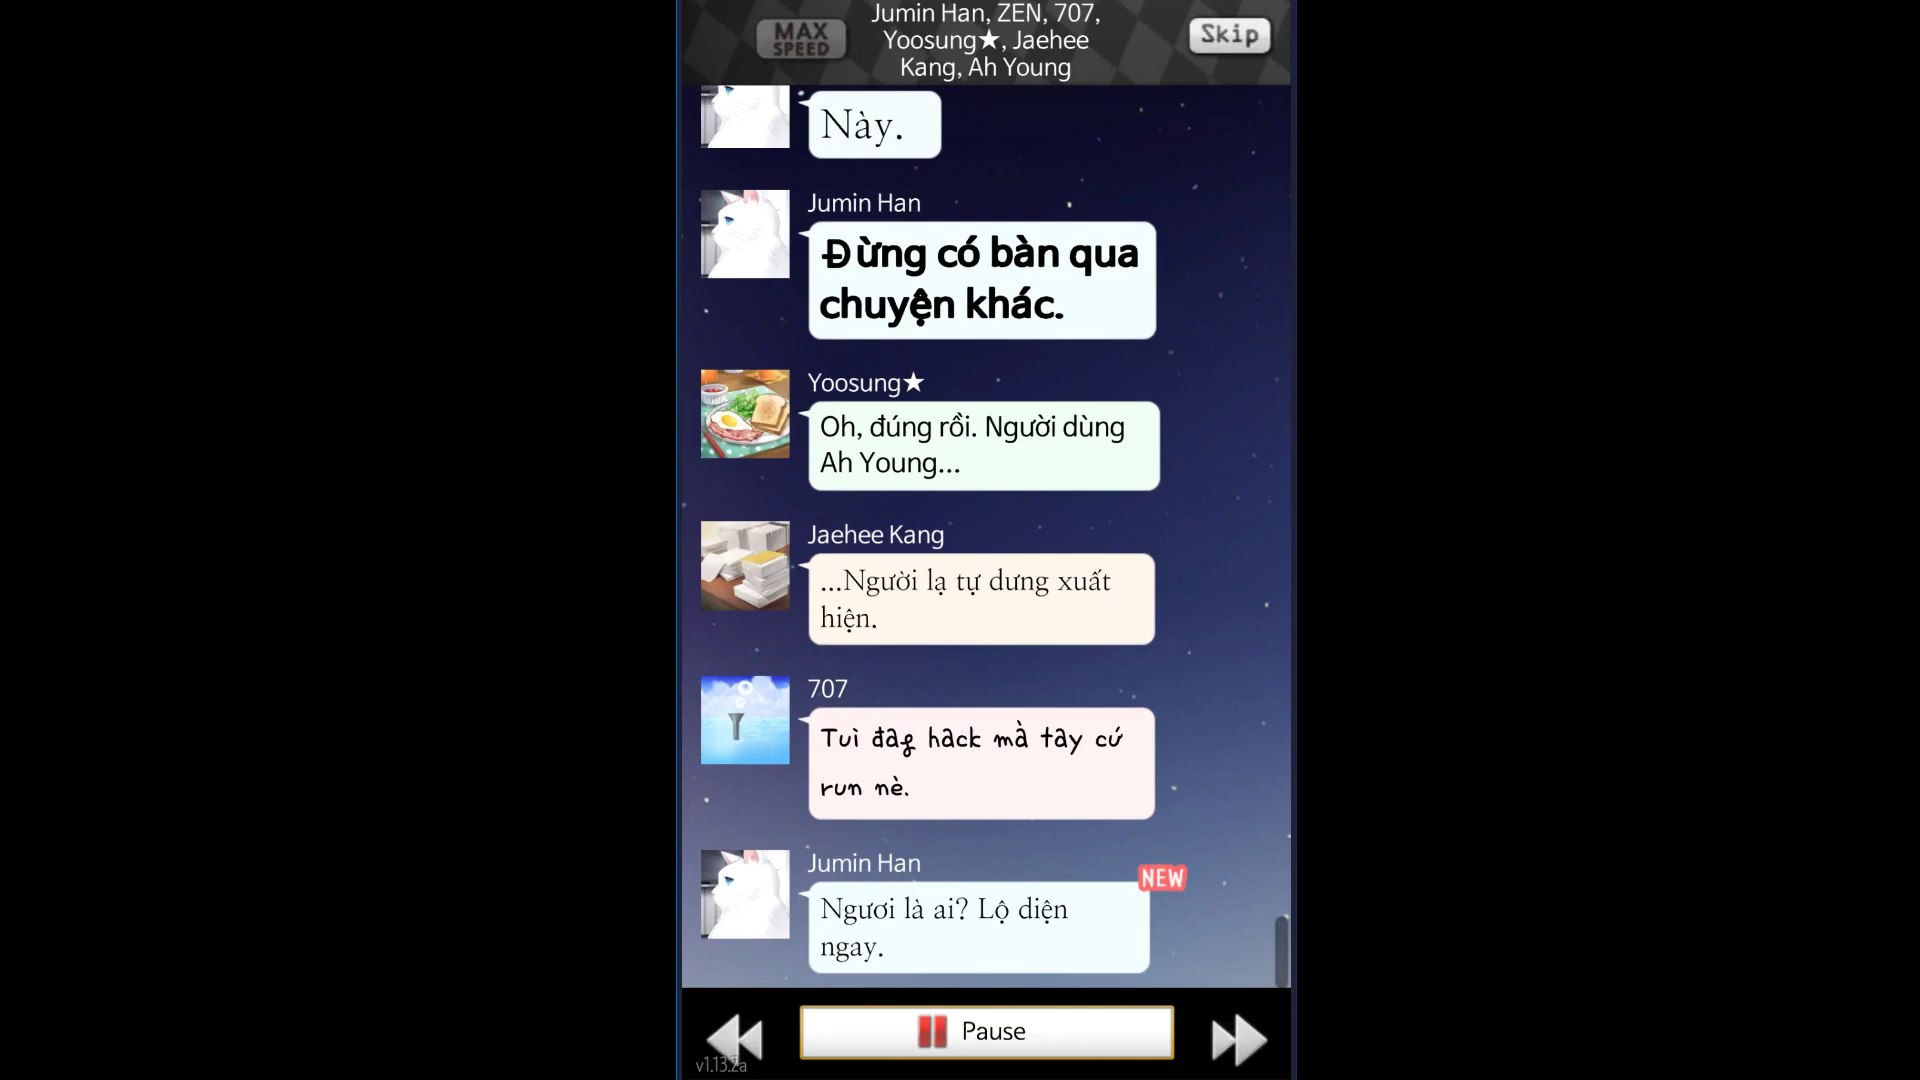 MAX
SPEED
Jumin Han, ZEN, 707,
Yoosung★, Jaehee
Kang, Ah Young
Skip
Này.
Jumin Han
Đừng có bàn qua
chuyện khác.
Yoosung★
Oh, đúng rồi. Người dùng
Ah Young...
Jaehee Kang
...Người lạ tự dưng xuất
hiện.
707
Tui đag hack mà tay cứ
run nè.
Jumin Han
NEW
Ngươi là ai? Lộ diện
ngay.
Pause
v1.13.2a